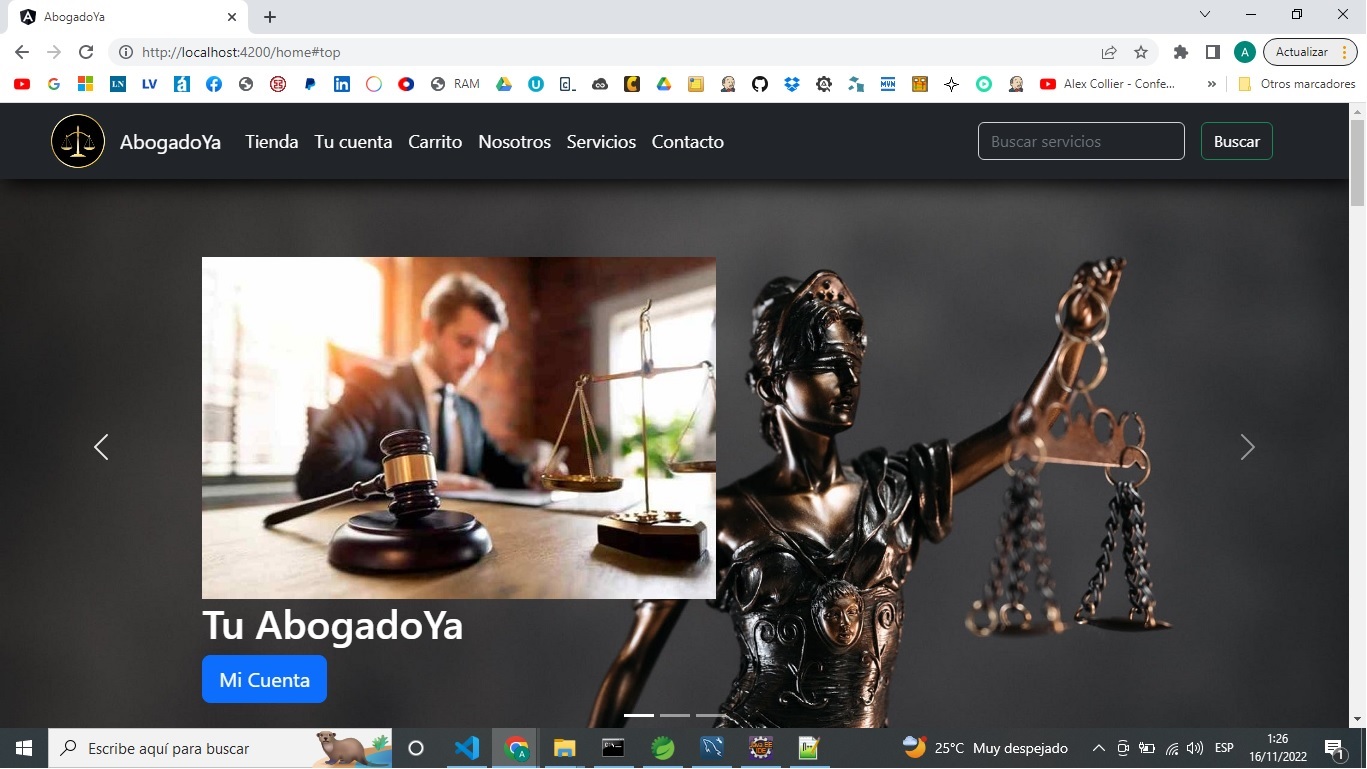 AbogadoYa
http://localhost:4200/home#top
A
Actualizar
LN
LV
RAM
Alex Collier - Confe...
»
Otros marcadores
AbogadoYa Tienda Tu cuenta Carrito Nosotros Servicios Contacto
Buscar servicios
Buscar
Tu AbogadoYa
Mi Cuenta
Escribe aquí para buscar
25°C Muy despejado
ESP
1:26
16/11/2022
1